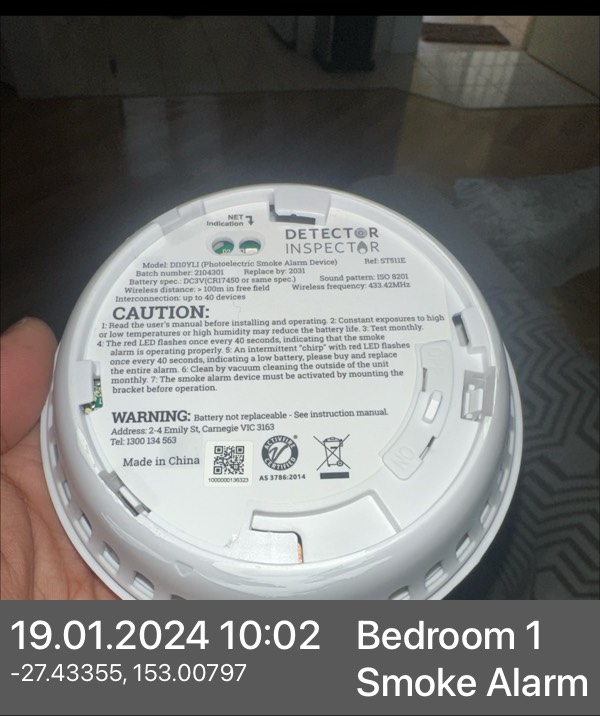 NET
Indication
DETECTOR
INSPECTOR
Model: DI10YLI (Photoelectric Smoke Alarm Device) Ref: ST511E
Batch number: 2104301 Replace by: 2031
Battery spec.: DC3V(CR17450 or same spec.) Sound pattern: ISO 8201
Wireless distance: > 100m in free field Wireless frequency: 433.42MHz
Interconnection: up to 40 devices
CAUTION:
1: Read the user's manual before installing and operating. 2: Constant exposures to high
or low temperatures or high humidity may reduce the battery life. 3: Test monthly.
4: The red LED flashes once every 40 seconds, indicating that the smoke
alarm is operating properly. 5: An intermittent "chirp" with red LED flashes
once every 40 seconds, indicating a low battery, please buy and replace
the entire alarm. 6: Clean by vacuum cleaning the outside of the unit
monthly. 7: The smoke alarm device must be activated by mounting the
bracket before operation.
WARNING: Battery not replaceable - See instruction manual.
Address: 2-4 Emily St, Carnegie VIC 3163
Tel: 1300 134 563
Made in China
1000000136323
ACTIVFIRE
CERTIFIED
AS 3786:2014
19.01.2024 10:02
-27.43355, 153.00797
Bedroom 1
Smoke Alarm